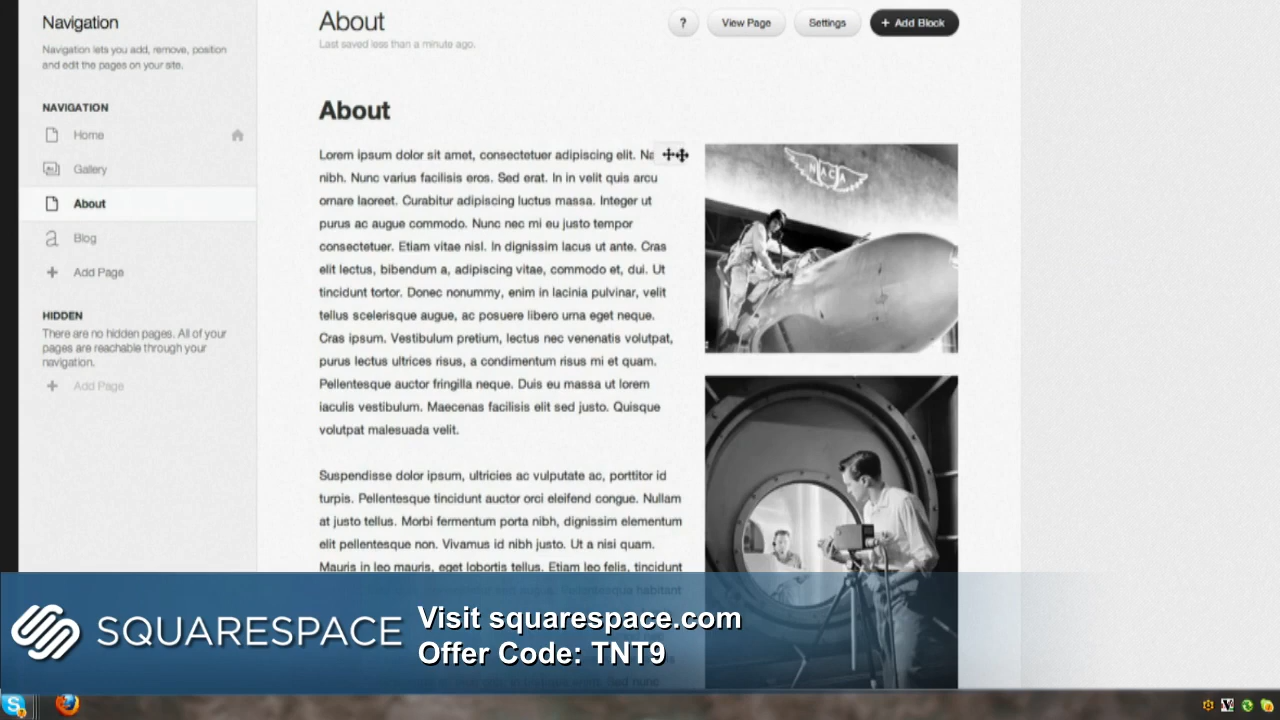 Navigation
Navigation lets you add, remove, position
and edit the pages on your site.
NAVIGATION
Home
Gallery
About
Blog
+ Add Page
HIDDEN
There are no hidden pages. All of your
pages are reachable through your
navigation.
+ Add Page
About
Last saved less than a minute ago.
?
View Page
Settings
+ Add Block
About
Lorem ipsum dolor sit amet, consectetuer adipiscing elit. Na
nibh. Nunc varius facilisis eros. Sed erat. In in velit quis arcu
ornare laoreet. Curabitur adipiscing luctus massa. Integer ut
purus ac augue commodo. Nunc nec mi eu justo tempor
consectetuer. Etiam vitae nisl. In dignissim lacus ut ante. Cras
elit lectus, bibendum a, adipiscing vitae, commodo et, dui. Ut
tincidunt tortor. Donec nonummy, enim in lacinia pulvinar, velit
tellus scelerisque augue, ac posuere libero urna eget neque.
Cras ipsum. Vestibulum pretium, lectus nec venenatis volutpat,
purus lectus ultrices risus, a condimentum risus mi et quam.
Pellentesque auctor fringilla neque. Duis eu massa ut lorem
iaculis vestibulum. Maecenas facilisis elit sed justo. Quisque
volutpat malesuada velit.
Suspendisse dolor ipsum, ultricies ac vulputate ac, porttitor id
turpis. Pellentesque tincidunt auctor orci eleifend congue. Nullam
at justo tellus. Morbi fermentum porta nibh, dignissim elementum
elit pellentesque non. Vivamus id nibh justo. Ut a nisi quam.
Mauris in leo mauris, eget lobortis tellus. Etiam leo felis, tincidunt
habitant
NACA
SQUARESPACE
Visit squarespace.com
Offer Code: TNT9